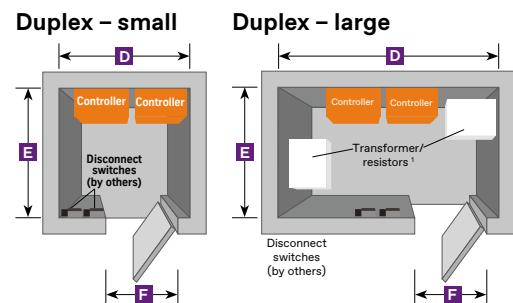 Duplex – small
D
Controller
Controller
E
Disconnect
switches
(by others)
F
Duplex – large
D
Controller
Controller
E
Transformer/
resistors ¹
Disconnect
switches
(by others)
F